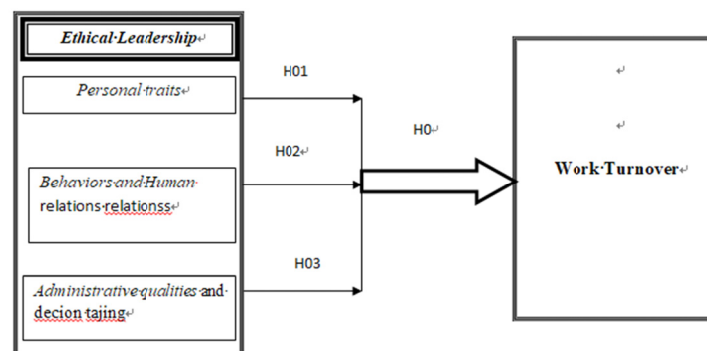 Ethical Leadership
Personal traits
H01
H0
H02
Work Turnover
Behaviors and Human
relations relationss
H03
Administrative qualities and
decion tajing